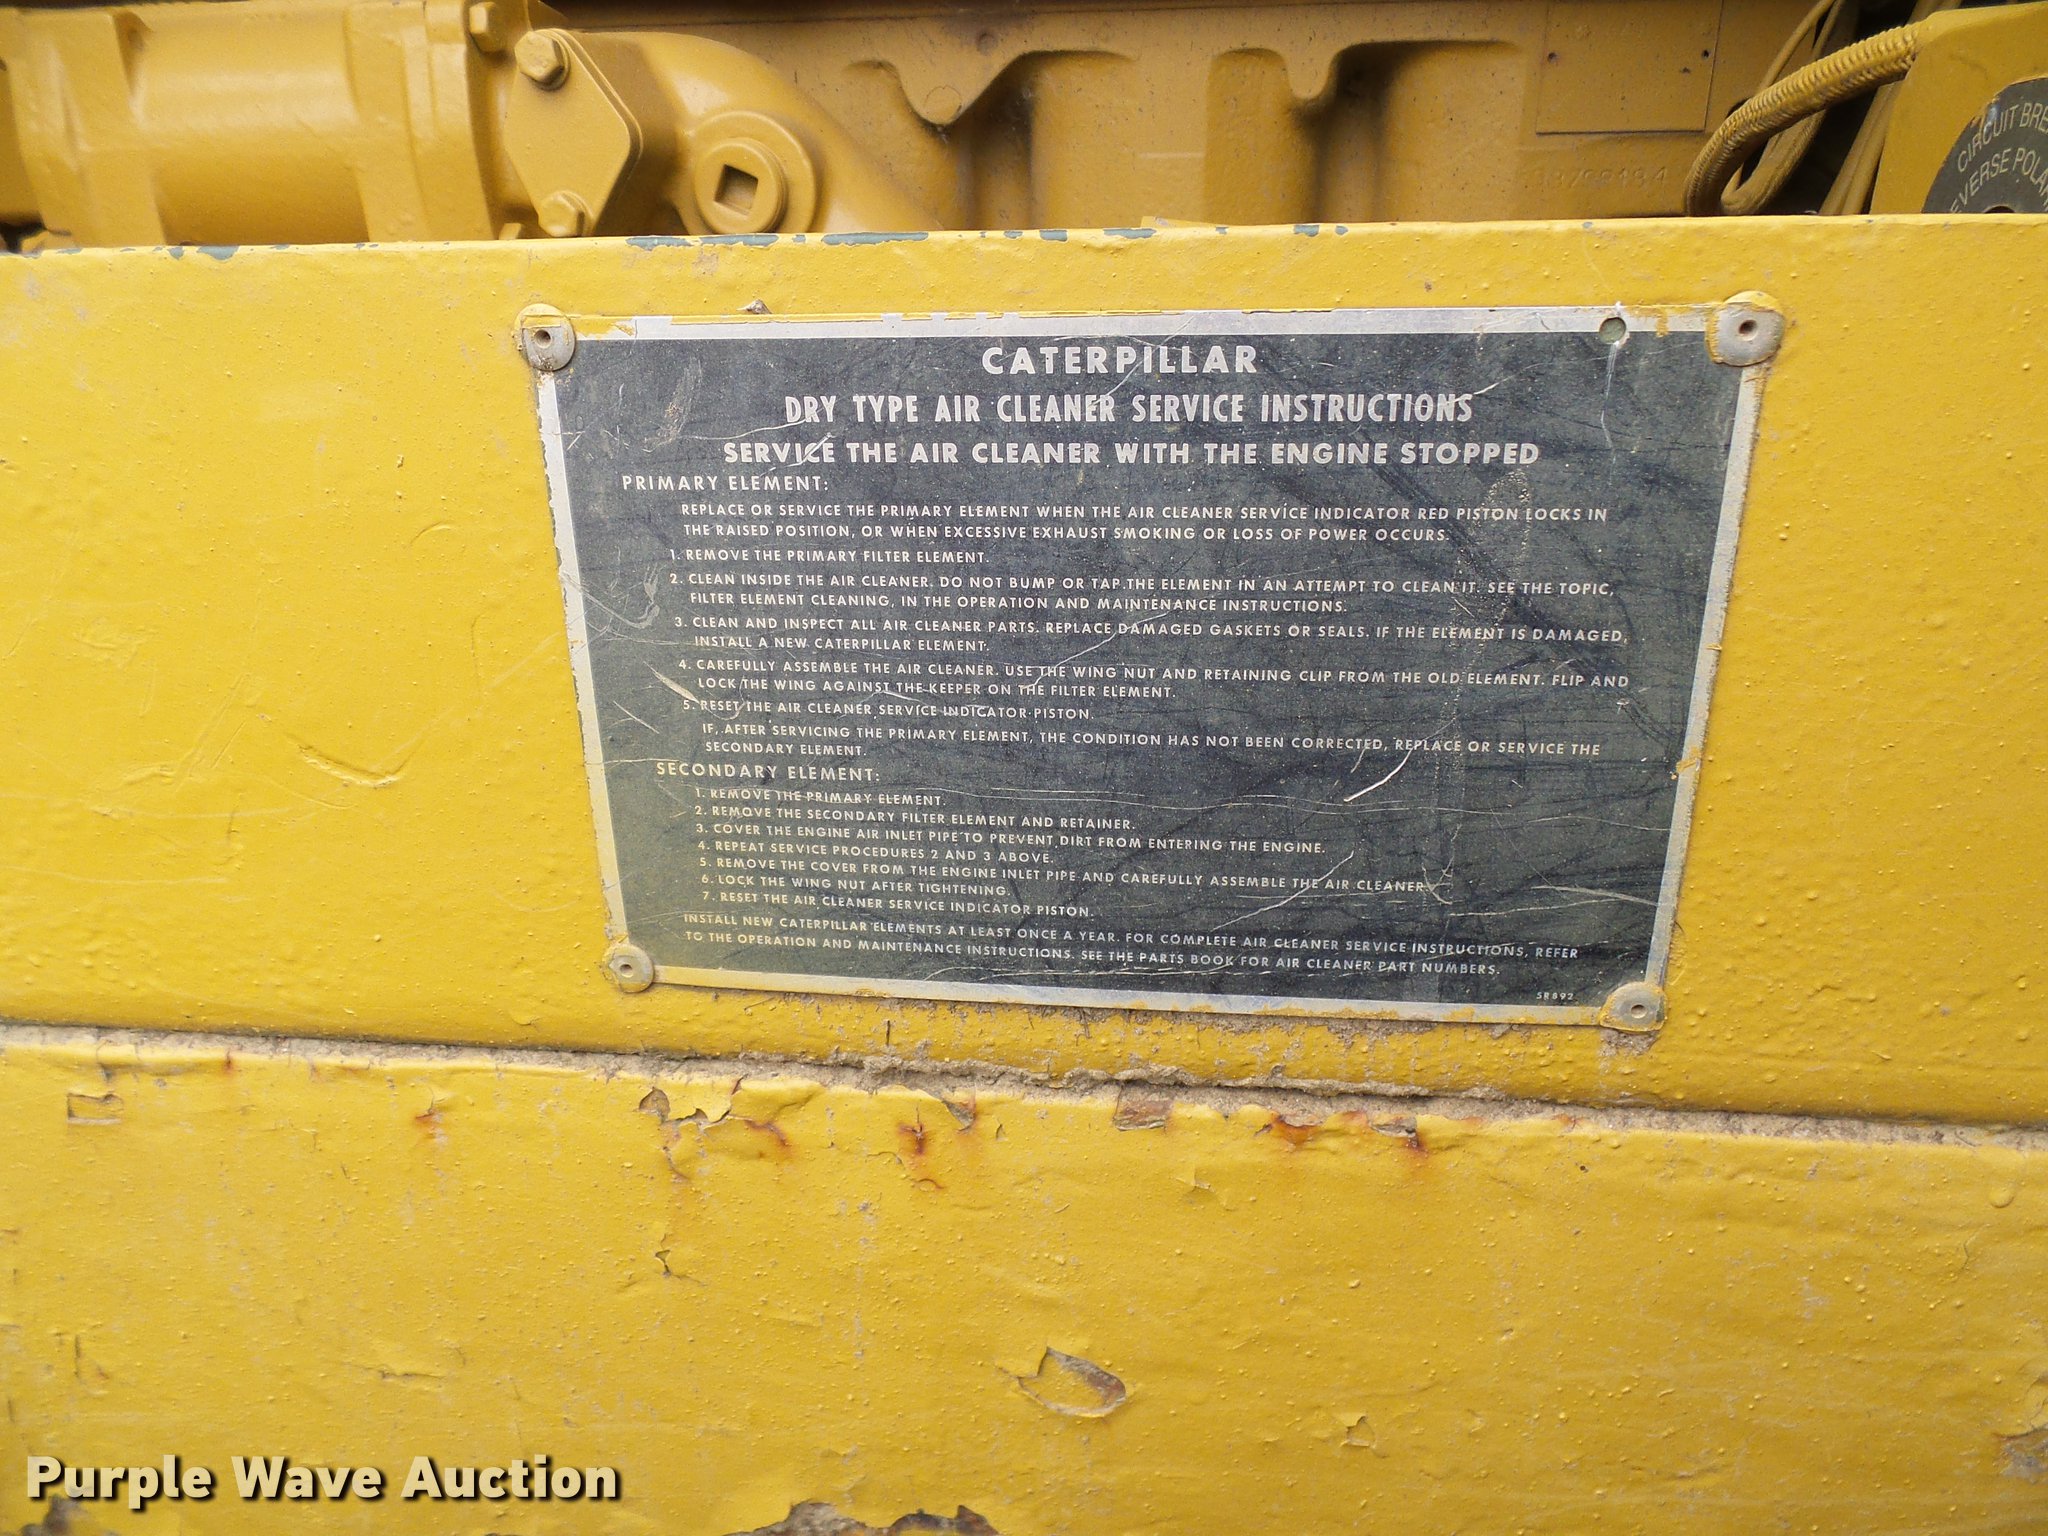 CIRCUIT
CATERPILLAR
DRY TYPE AIR CLEANER SERVICE INSTRUCTIONS
SERVICE THE AIR CLEANER WITH THE ENGINE STOPPED
PRIMARY ELEMENT:
REPLACE OR SERVICE THE PRIMARY ELEMENT WHEN THE AIR CLEANER SERVICE INDICATOR RED PISTON LOCKS IN
THE RAISED POSITION, OR WHEN EXCESSIVE EXHAUST SMOKING OR LOSS OF POWER OCCURS.
1. REMOVE THE PRIMARY FILTER ELEMENT.
2. CLEAN INSIDE THE AIR CLEANER. DO NOT BUMP OR TAP THE ELEMENT IN AN ATTEMPT TO CLEAN IT. SEE THE TOPIC,
FILTER ELEMENT CLEANING, IN THE OPERATION AND MAINTENANCE INSTRUCTIONS.
3. CLEAN AND INSPECT ALL AIR CLEANER PARTS. REPLACE DAMAGED GASKETS OR SEALS. IF THE ELEMENT IS DAMAGED,
INSTALL A NEW CATERPILLAR ELEMENT.
4. CAREFULLY ASSEMBLE THE AIR CLEANER. USE THE WING NUT AND RETAINING CLIP FROM THE OLD ELEMENT. FLIP AND
LOCK THE WING AGAINST THE KEEPER ON THE FILTER ELEMENT.
5. RESET THE AIR CLEANER SERVICE INDICATOR PISTON.
IF, AFTER SERVICING THE PRIMARY ELEMENT, THE CONDITION HAS NOT BEEN CORRECTED, REPLACE OR SERVICE THE
SECONDARY ELEMENT.
SECONDARY ELEMENT:
1. REMOVE THE PRIMARY ELEMENT.
2. REMOVE THE SECONDARY FILTER ELEMENT AND RETAINER.
3. COVER THE ENGINE AIR INLET PIPE TO PREVENT DIRT FROM ENTERING THE ENGINE.
4. REPEAT SERVICE PROCEDURES 2 AND 3 ABOVE.
5. REMOVE THE COVER FROM THE ENGINE INLET PIPE AND CAREFULLY ASSEMBLE THE AIR CLEANER.
6. LOCK THE WING NUT AFTER TIGHTENING.
7. RESET THE AIR CLEANER SERVICE INDICATOR PISTON.
INSTALL NEW CATERPILLAR ELEMENTS AT LEAST ONCE A YEAR. FOR COMPLETE AIR CLEANER SERVICE INSTRUCTIONS, REFER
TO THE OPERATION AND MAINTENANCE INSTRUCTIONS. SEE THE PARTS BOOK FOR AIR CLEANER PART NUMBERS.
5R892
Purple Wave Auction